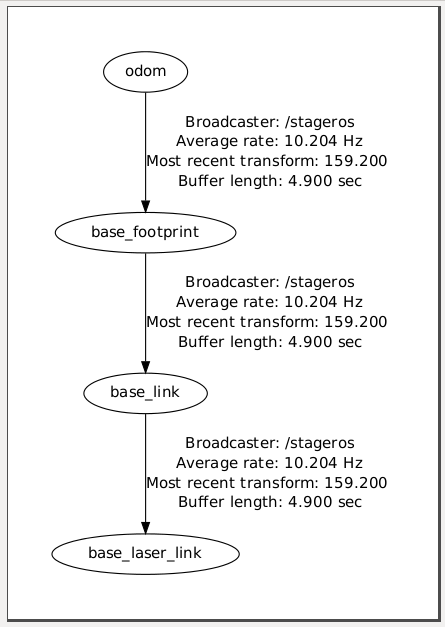 odom
Broadcaster: /stageros
Average rate: 10.204 Hz
Most recent transform: 159.200
Buffer length: 4.900 sec
base_footprint
Broadcaster: /stageros
Average rate: 10.204 Hz
Most recent transform: 159.200
Buffer length: 4.900 sec
base_link
Broadcaster: /stageros
Average rate: 10.204 Hz
Most recent transform: 159.200
Buffer length: 4.900 sec
base_laser_link